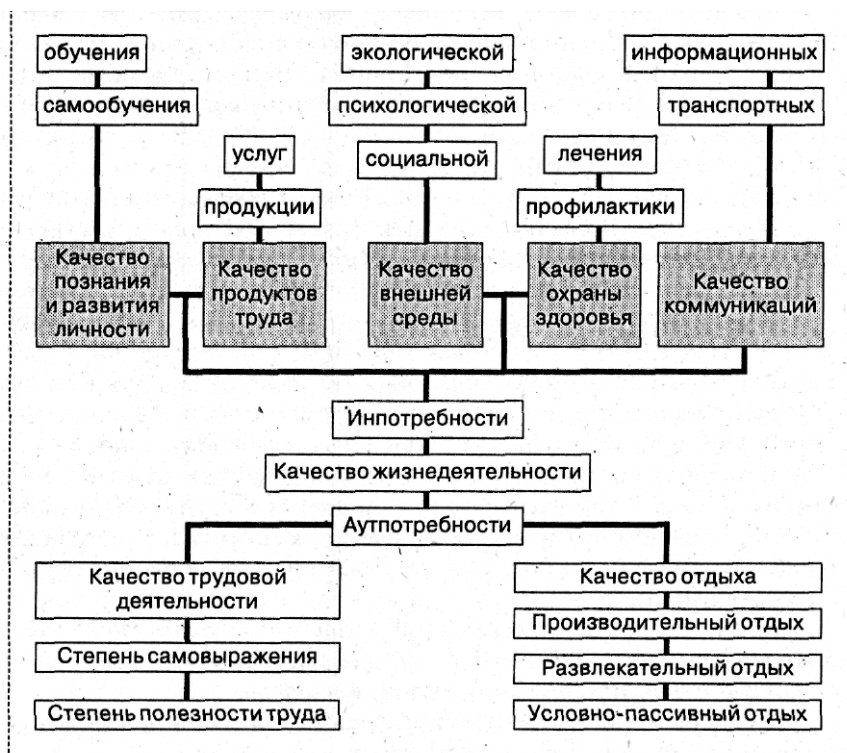 обучения
экологической
информационных
самообучения
психологической
транспортных
услуг
социальной
лечения
продукции
профилактики
Качество
познания
и развития
личности
Качество
продуктов
труда
Качество
внешней
среды
Качество
охраны
здоровья
Качество
коммуникаций
Инпотребности
Качество жизнедеятельности
Аутпотребности
Качество трудовой
деятельности
Степень самовыражения
Степень полезности труда
Качество отдыха
Производительный отдых
Развлекательный отдых
Условно-пассивный отдых